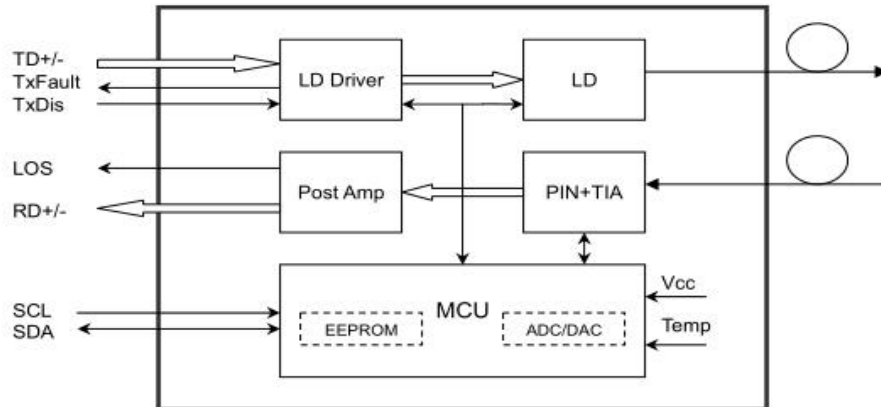 TD+/-
TxFault
TxDis
LD Driver
LD
LOS
RD+/-
Post Amp
PIN+TIA
SCL
SDA
MCU
EEPROM
ADC/DAC
Vcc
Temp